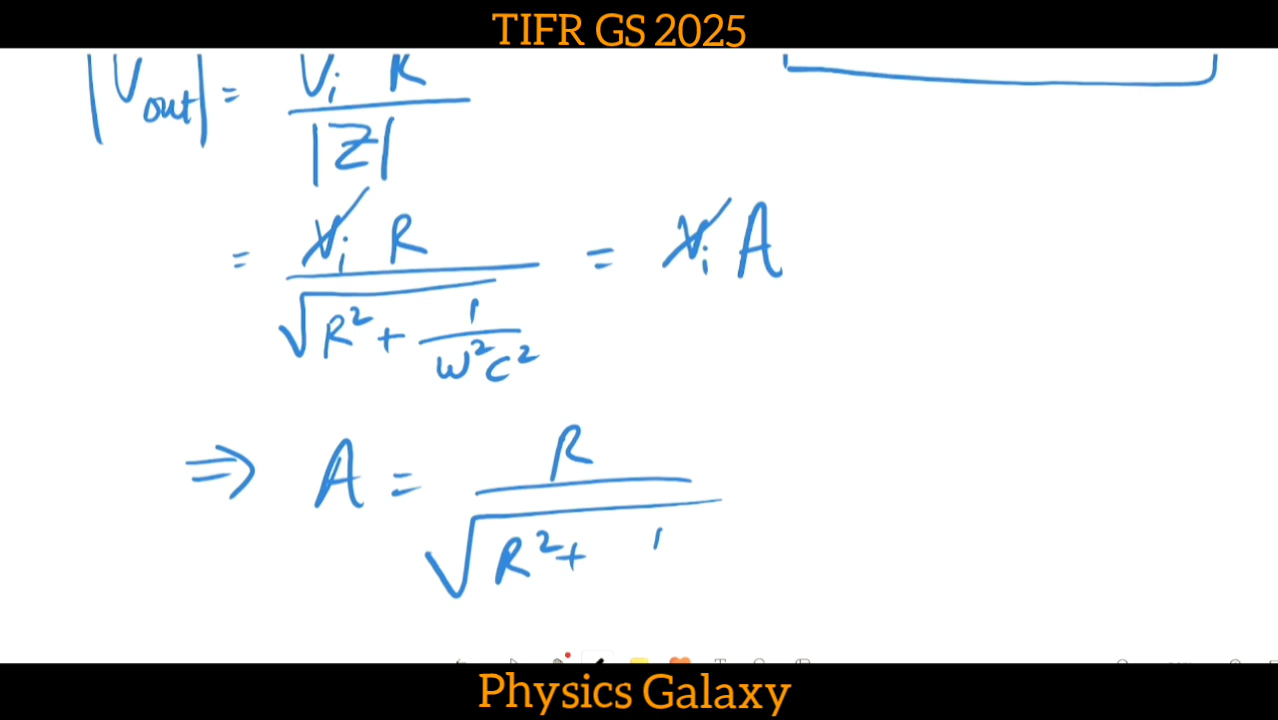 TIFR GS 2025
|V_out| = V_i R / |Z|
= V_i R / √(R² + 1/(ω²C²)) = V_i A
⇒ A = R / √(R² + 1
Physics Galaxy